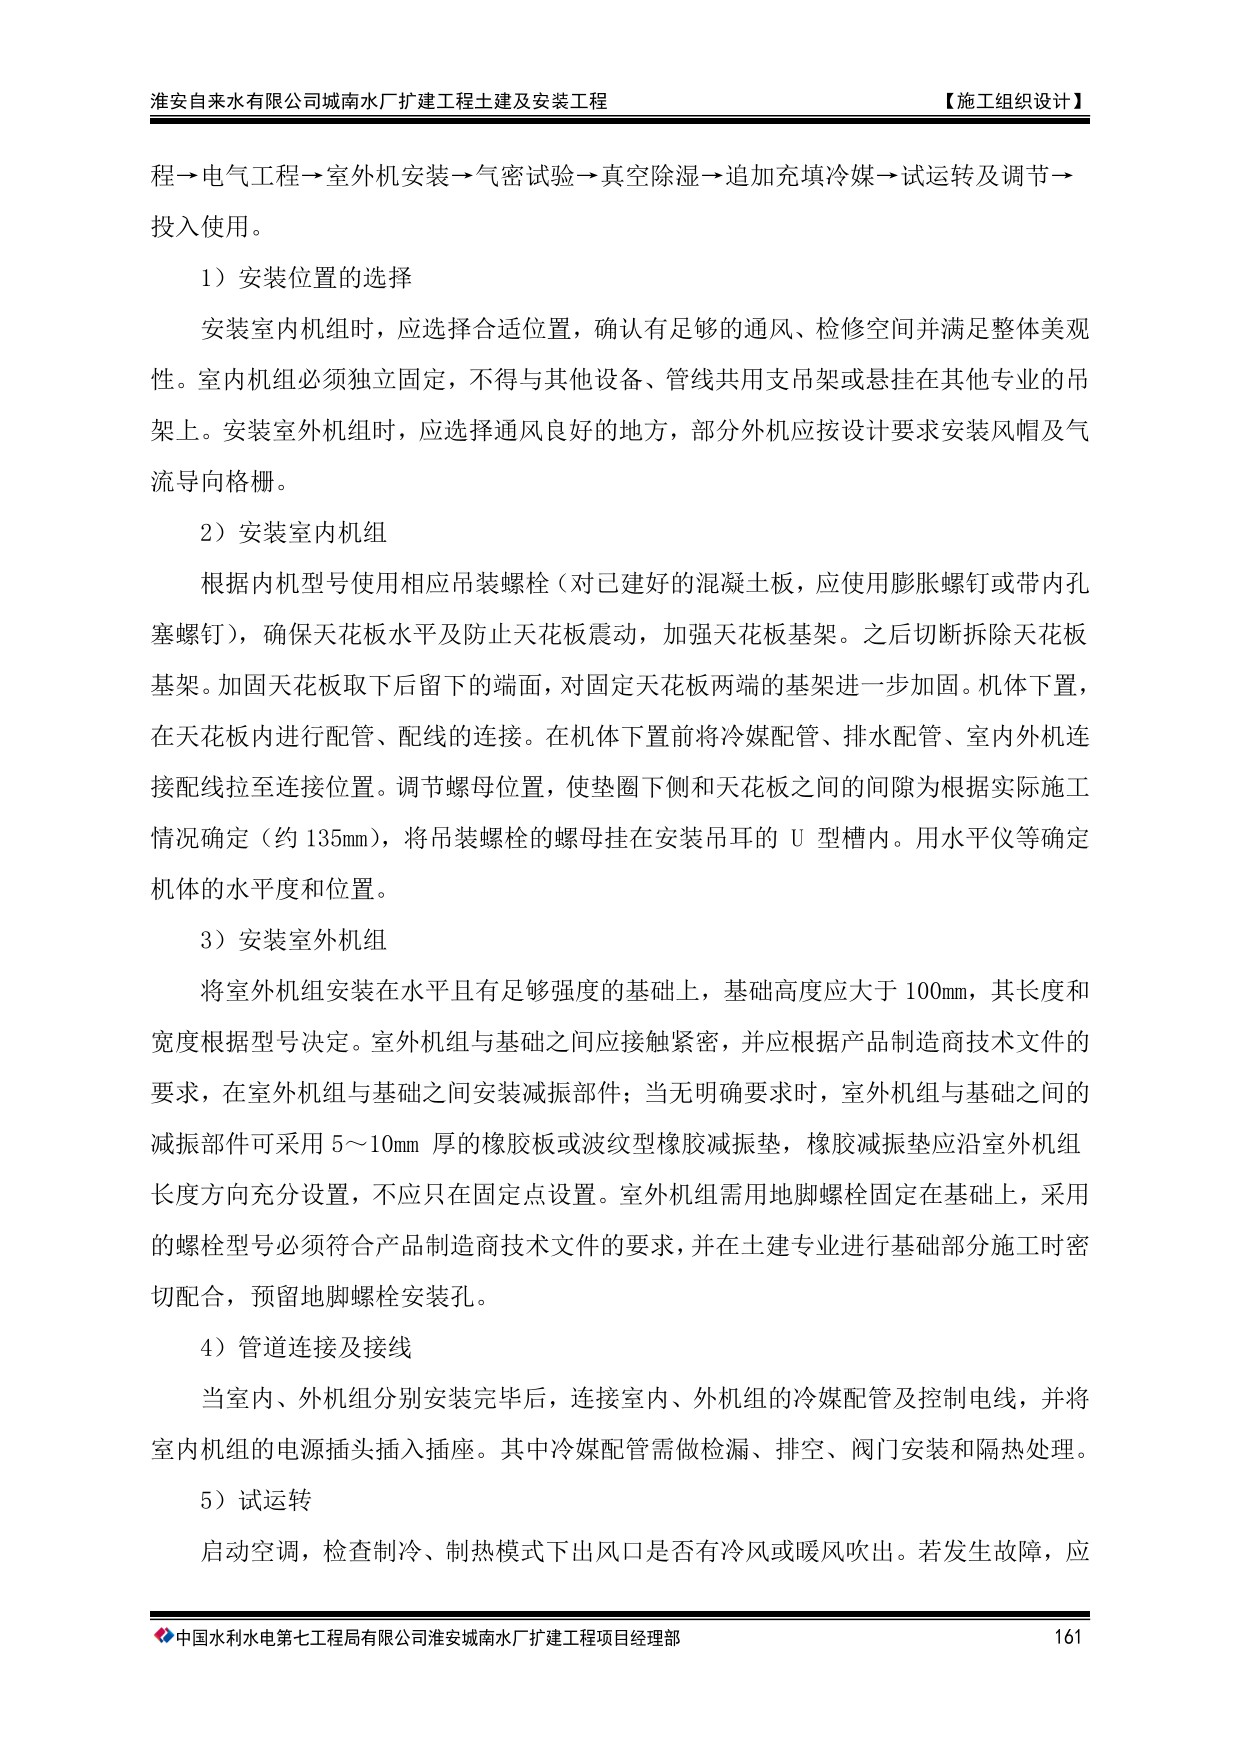 淮安自来水有限公司城南水厂扩建工程土建及安装工程 【施工组织设计】
程→电气工程→室外机安装→气密试验→真空除湿→追加充填冷媒→试运转及调节→
投入使用。
1）安装位置的选择
安装室内机组时，应选择合适位置，确认有足够的通风、检修空间并满足整体美观
性。室内机组必须独立固定，不得与其他设备、管线共用支吊架或悬挂在其他专业的吊
架上。安装室外机组时，应选择通风良好的地方，部分外机应按设计要求安装风帽及气
流导向格栅。
2）安装室内机组
根据内机型号使用相应吊装螺栓（对已建好的混凝土板，应使用膨胀螺钉或带内孔
塞螺钉），确保天花板水平及防止天花板震动，加强天花板基架。之后切断拆除天花板
基架。加固天花板取下后留下的端面，对固定天花板两端的基架进一步加固。机体下置，
在天花板内进行配管、配线的连接。在机体下置前将冷媒配管、排水配管、室内外机连
接配线拉至连接位置。调节螺母位置，使垫圈下侧和天花板之间的间隙为根据实际施工
情况确定（约 135mm），将吊装螺栓的螺母挂在安装吊耳的 U 型槽内。用水平仪等确定
机体的水平度和位置。
3）安装室外机组
将室外机组安装在水平且有足够强度的基础上，基础高度应大于 100mm，其长度和
宽度根据型号决定。室外机组与基础之间应接触紧密，并应根据产品制造商技术文件的
要求，在室外机组与基础之间安装减振部件；当无明确要求时，室外机组与基础之间的
减振部件可采用 5～10mm 厚的橡胶板或波纹型橡胶减振垫，橡胶减振垫应沿室外机组
长度方向充分设置，不应只在固定点设置。室外机组需用地脚螺栓固定在基础上，采用
的螺栓型号必须符合产品制造商技术文件的要求，并在土建专业进行基础部分施工时密
切配合，预留地脚螺栓安装孔。
4）管道连接及接线
当室内、外机组分别安装完毕后，连接室内、外机组的冷媒配管及控制电线，并将
室内机组的电源插头插入插座。其中冷媒配管需做检漏、排空、阀门安装和隔热处理。
5）试运转
启动空调，检查制冷、制热模式下出风口是否有冷风或暖风吹出。若发生故障，应
中国水利水电第七工程局有限公司淮安城南水厂扩建工程项目经理部 161